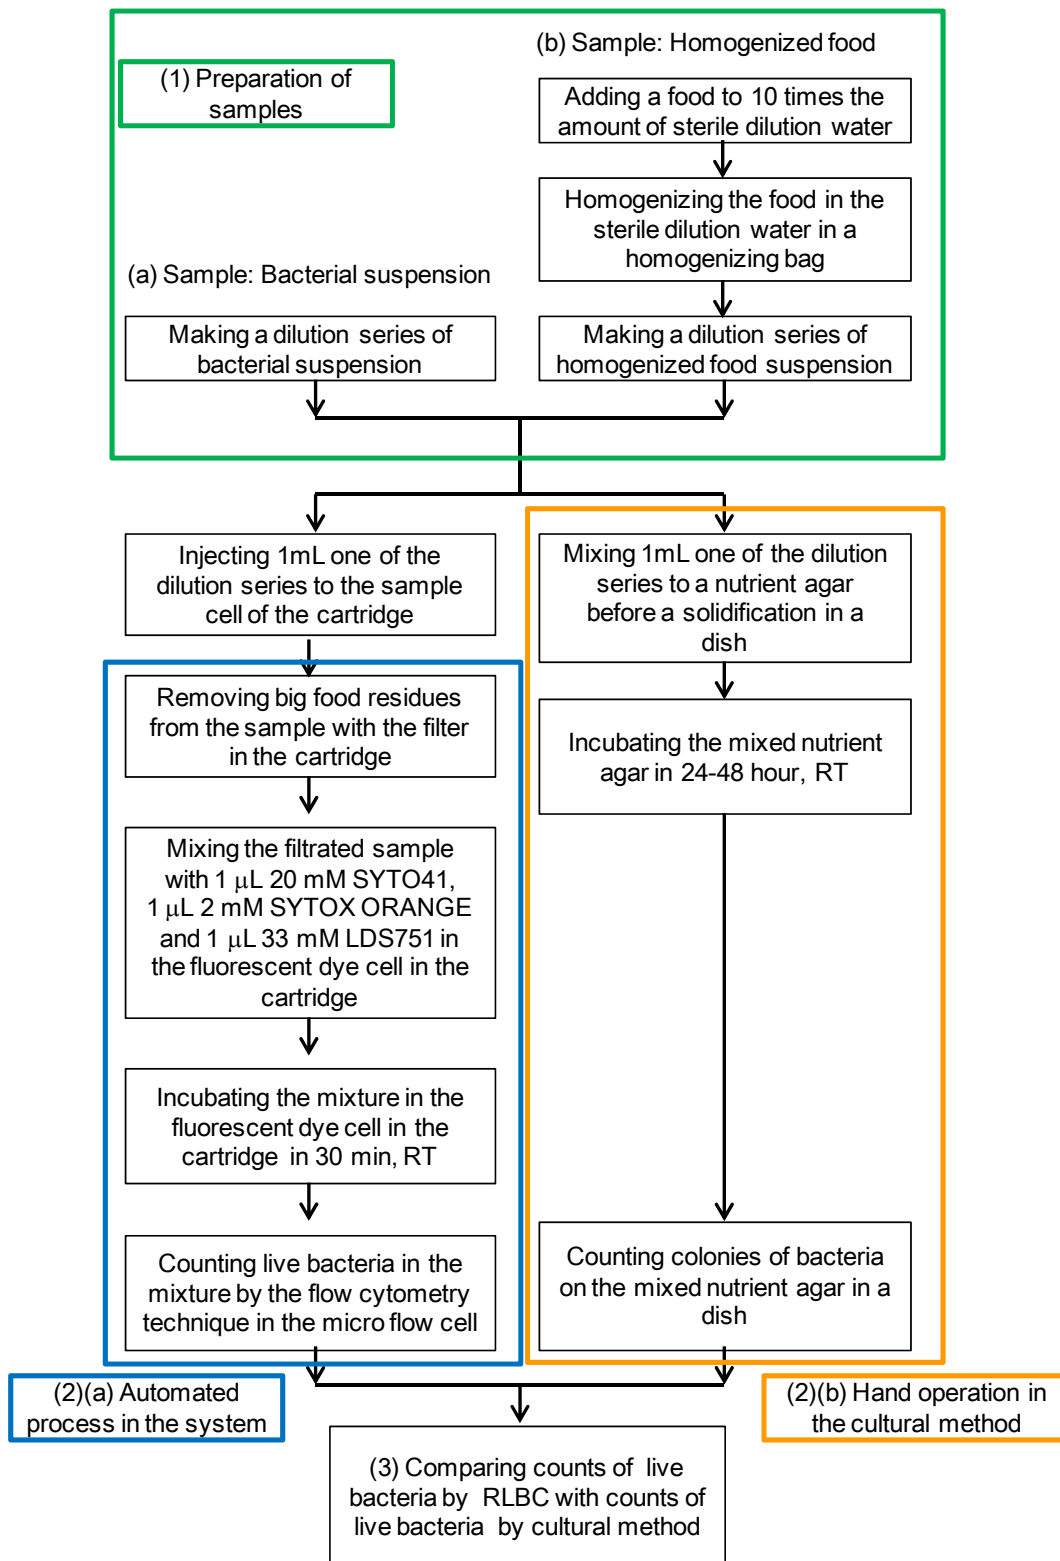 (b) Sample: Homogenized food
(1) Preparation of
samples
Adding a food to 10 times the
amount of sterile dilution water
Homogenizing the food in the
sterile dilution water in a
homogenizing bag
(a) Sample: Bacterial suspension
Making a dilution series of
bacterial suspension
Making a dilution series of
homogenized food suspension
Injecting 1mL one of the
dilution series to the sample
cell of the cartridge
Removing big food residues
from the sample with the filter
in the cartridge
Mixing the filtrated sample
with 1 μL 20 mM SYTO41,
1 μL 2 mM SYTOX ORANGE
and 1 μL 33 mM LDS751 in
the fluorescent dye cell in the
cartridge
Incubating the mixture in the
fluorescent dye cell in the
cartridge in 30 min, RT
Counting live bacteria in the
mixture by the flow cytometry
technique in the micro flow cell
(2)(a) Automated
process in the system
Mixing 1mL one of the dilution
series to a nutrient agar
before a solidification in a
dish
Incubating the mixed nutrient
agar in 24-48 hour, RT
Counting colonies of bacteria
on the mixed nutrient agar in a
dish
(2)(b) Hand operation in
the cultural method
(3) Comparing counts of live
bacteria by RLBC with counts of
live bacteria by cultural method